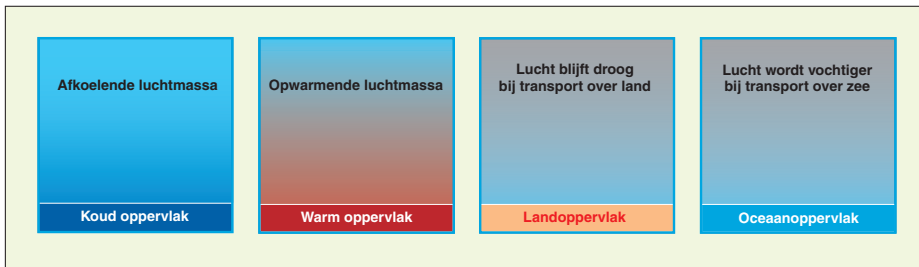 Afkoelende luchtmassa
Koud oppervlak
Opwarmende luchtmassa
Warm oppervlak
Lucht blijft droog
bij transport over land
Landoppervlak
Lucht wordt vochtiger
bij transport over zee
Oceaanoppervlak